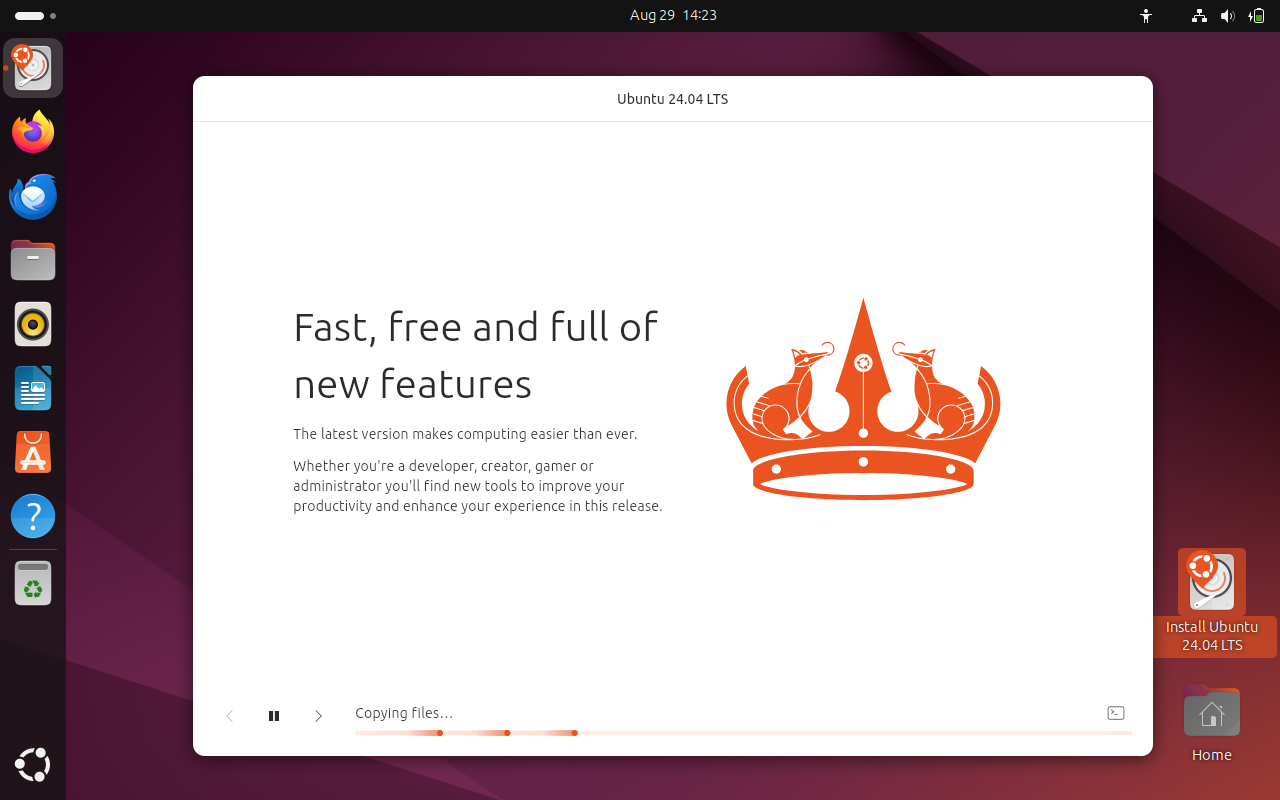 Aug 29 14:23
Ubuntu 24.04 LTS
Fast, free and full of
new features
The latest version makes computing easier than ever.
Whether you're a developer, creator, gamer or
administrator you'll find new tools to improve your
productivity and enhance your experience in this release.
Copying files...
Install Ubuntu
24.04 LTS
Home